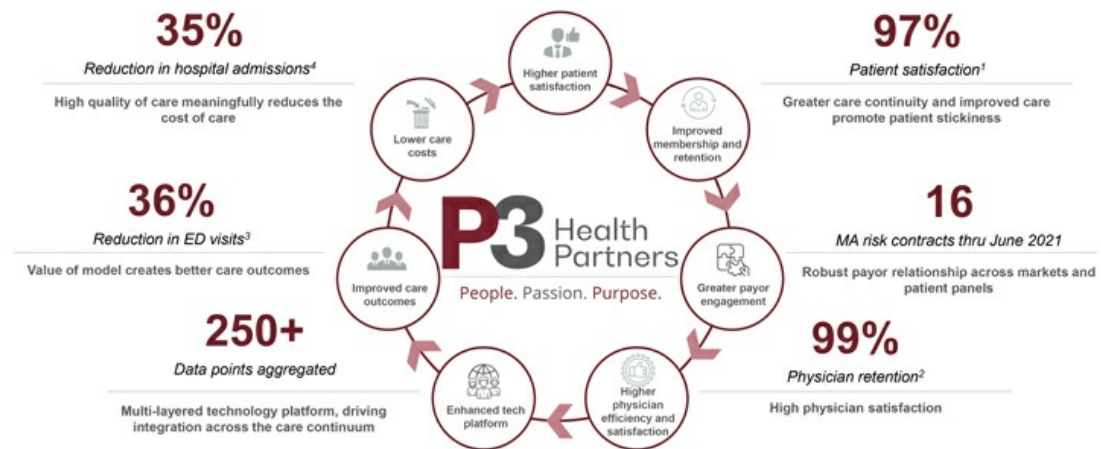 35%
Reduction in hospital admissions4
High quality of care meaningfully reduces the
cost of care
36%
Reduction in ED visits3
Value of model creates better care outcomes
250+
Data points aggregated
Multi-layered technology platform, driving
integration across the care continuum
Higher patient
satisfaction
Improved
membership and
retention
Greater payor
engagement
Higher
physician
efficiency and
satisfaction
Enhanced tech
platform
Improved care
outcomes
Lower care
costs
P3 Health
Partners
People. Passion. Purpose.
97%
Patient satisfaction1
Greater care continuity and improved care
promote patient stickiness
16
MA risk contracts thru June 2021
Robust payor relationship across markets and
patient panels
99%
Physician retention2
High physician satisfaction